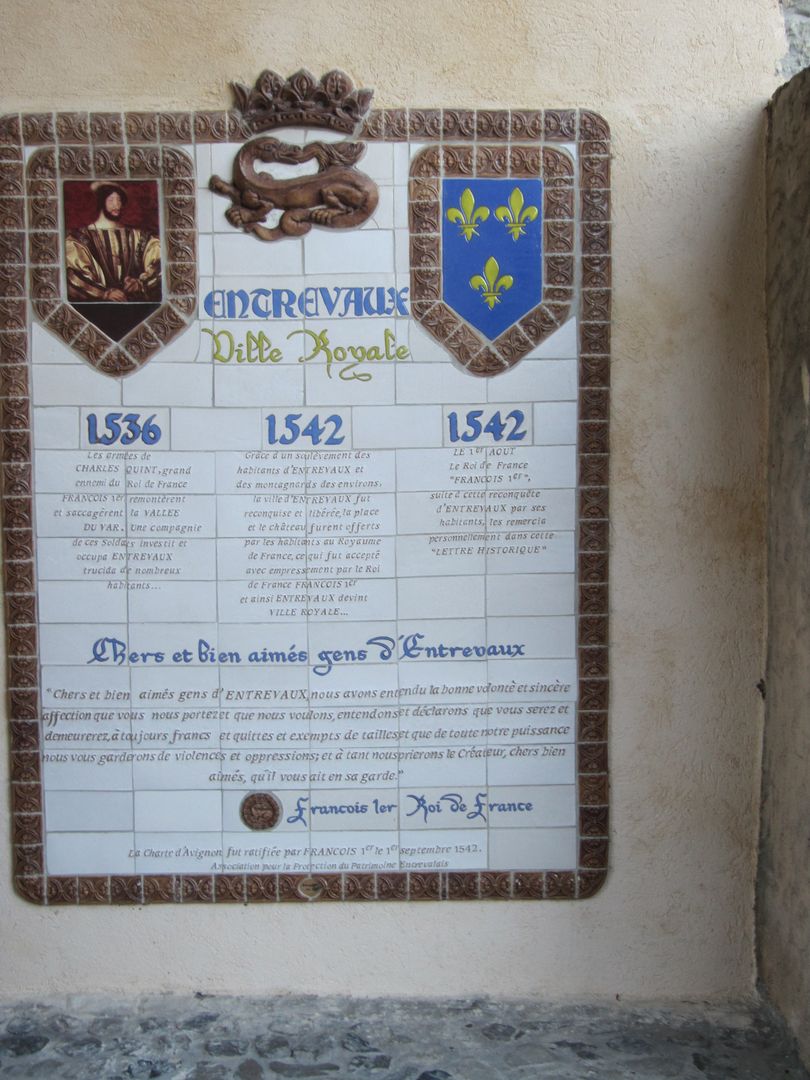 ENTREVAUX
Ville Royale
1536
Les armées de
CHARLES QUINT, grand
ennemi du Roi de France
FRANCOIS 1er remontèrent
et saccagèrent la VALLEE
DU VAR. Une compagnie
de ces Soldats investit et
occupa ENTREVAUX
trucida de nombreux
habitants...
1542
Grâce à un soulèvement des
habitants d'ENTREVAUX et
des montagnards des environs,
la ville d'ENTREVAUX fut
reconquise et libérée, la place
et le château furent offerts
par les habitants au Royaume
de France, ce qui fut accepté
avec empressement par le Roi
de France FRANCOIS 1er
et ainsi ENTREVAUX devint
VILLE ROYALE...
1542
LE 1er AOUT
Le Roi de France
"FRANCOIS 1er",
suite à cette reconquête
d'ENTREVAUX par ses
habitants, les remercia
personnellement dans cette
"LETTRE HISTORIQUE"
Chers et bien aimés gens d'Entrevaux
"Chers et bien aimés gens d'ENTREVAUX, nous avons entendu la bonne volonté et sincère
affection que vous nous portez et que nous voulons, entendons et déclarons que vous serez et
demeurerez, à toujours francs et quittes et exempts de tailles et que de toute notre puissance
nous vous garderons de violences et oppressions; et à tant nous prierons le Créateur, chers bien
aimés, qu'il vous ait en sa garde."
Francois 1er Roi de France
La Charte d'Avignon fut ratifiée par FRANCOIS 1er le 1er septembre 1542.
Association pour la Protection du Patrimoine Entrevalais